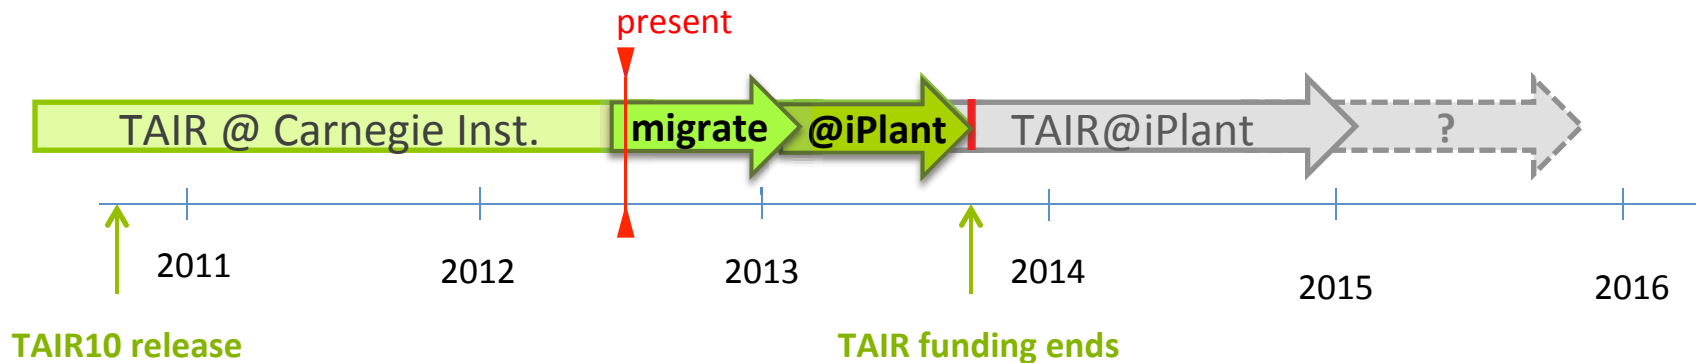 present
TAIR @ Carnegie Inst.
migrate
@iPlant
TAIR@iPlant
?
2011
2012
2013
2014
2015
2016
TAIR10 release
TAIR funding ends